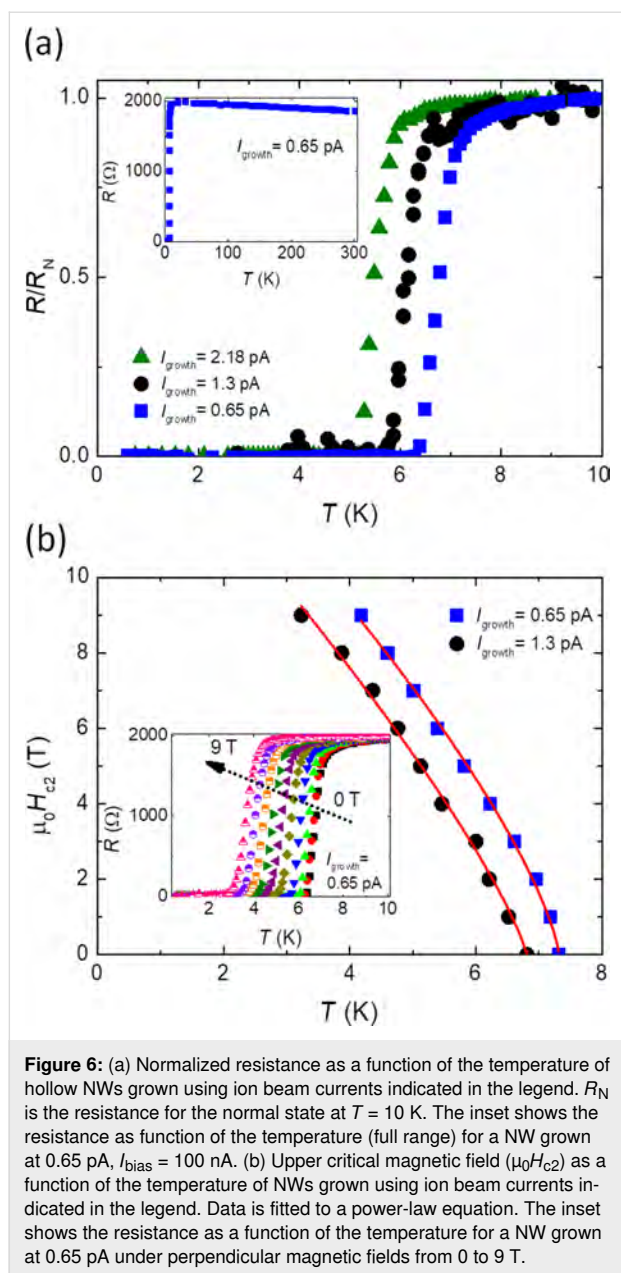 (a)
1.0
0.5
0.0
R/R_N
2000
1000
0
R (Ω)
I_growth = 0.65 pA
0 100 200 300
T (K)
I_growth = 2.18 pA
I_growth = 1.3 pA
I_growth = 0.65 pA
0 2 4 6 8 10
T (K)
(b)
10
9
8
7
6
5
4
3
2
1
0
μ₀H_c2 (T)
I_growth = 0.65 pA
I_growth = 1.3 pA
2000
1000
0
R (Ω)
9 T
0 T
I_growth =
0.65 pA
2 4 6 8 10
T (K)
0 2 4 6 8
T (K)
Figure 6: (a) Normalized resistance as a function of the temperature of
hollow NWs grown using ion beam currents indicated in the legend. R_N
is the resistance for the normal state at T = 10 K. The inset shows the
resistance as function of the temperature (full range) for a NW grown
at 0.65 pA, I_bias = 100 nA. (b) Upper critical magnetic field (μ₀H_c2) as a
function of the temperature of NWs grown using ion beam currents in-
dicated in the legend. Data is fitted to a power-law equation. The inset
shows the resistance as a function of the temperature for a NW grown
at 0.65 pA under perpendicular magnetic fields from 0 to 9 T.